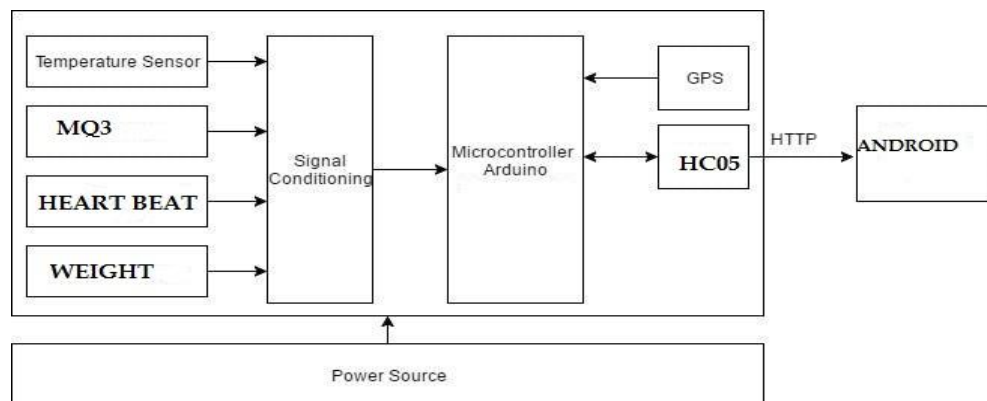 Temperature Sensor
MQ3
HEART BEAT
WEIGHT
Signal
Conditioning
Microcontroller
Arduino
GPS
HC05
HTTP
ANDROID
Power Source